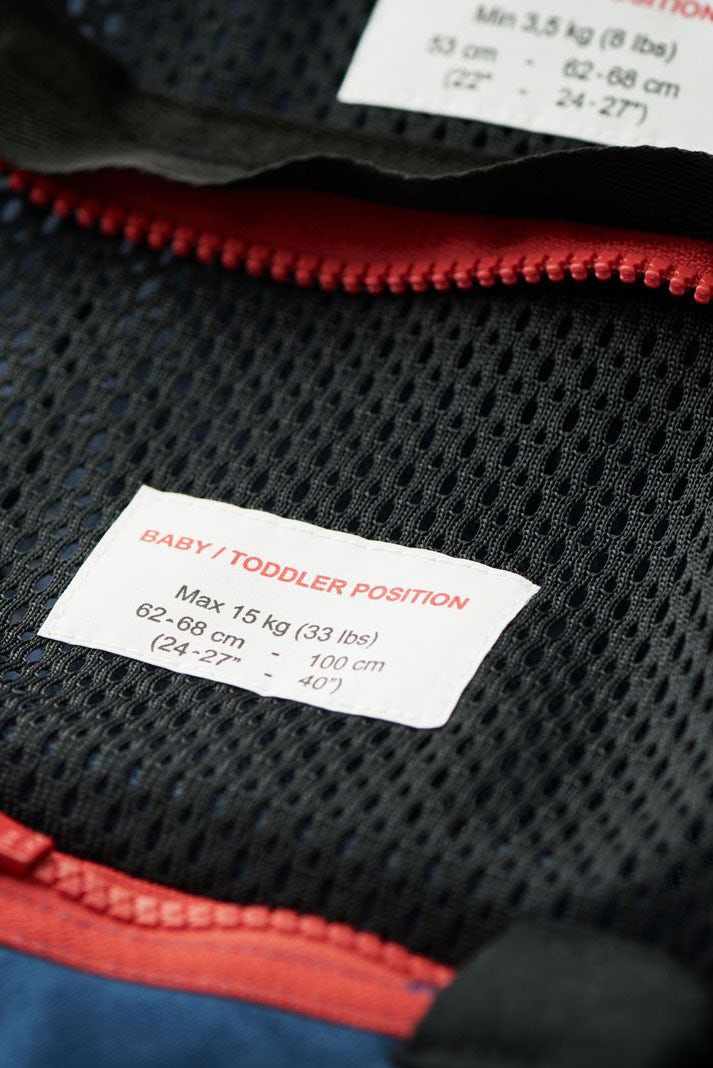 POSITION
Min 3,5 kg (8 lbs)
53 cm - 62-68 cm
(22" - 24-27")
BABY / TODDLER POSITION
Max 15 kg (33 lbs)
62-68 cm - 100 cm
(24-27" - 40")